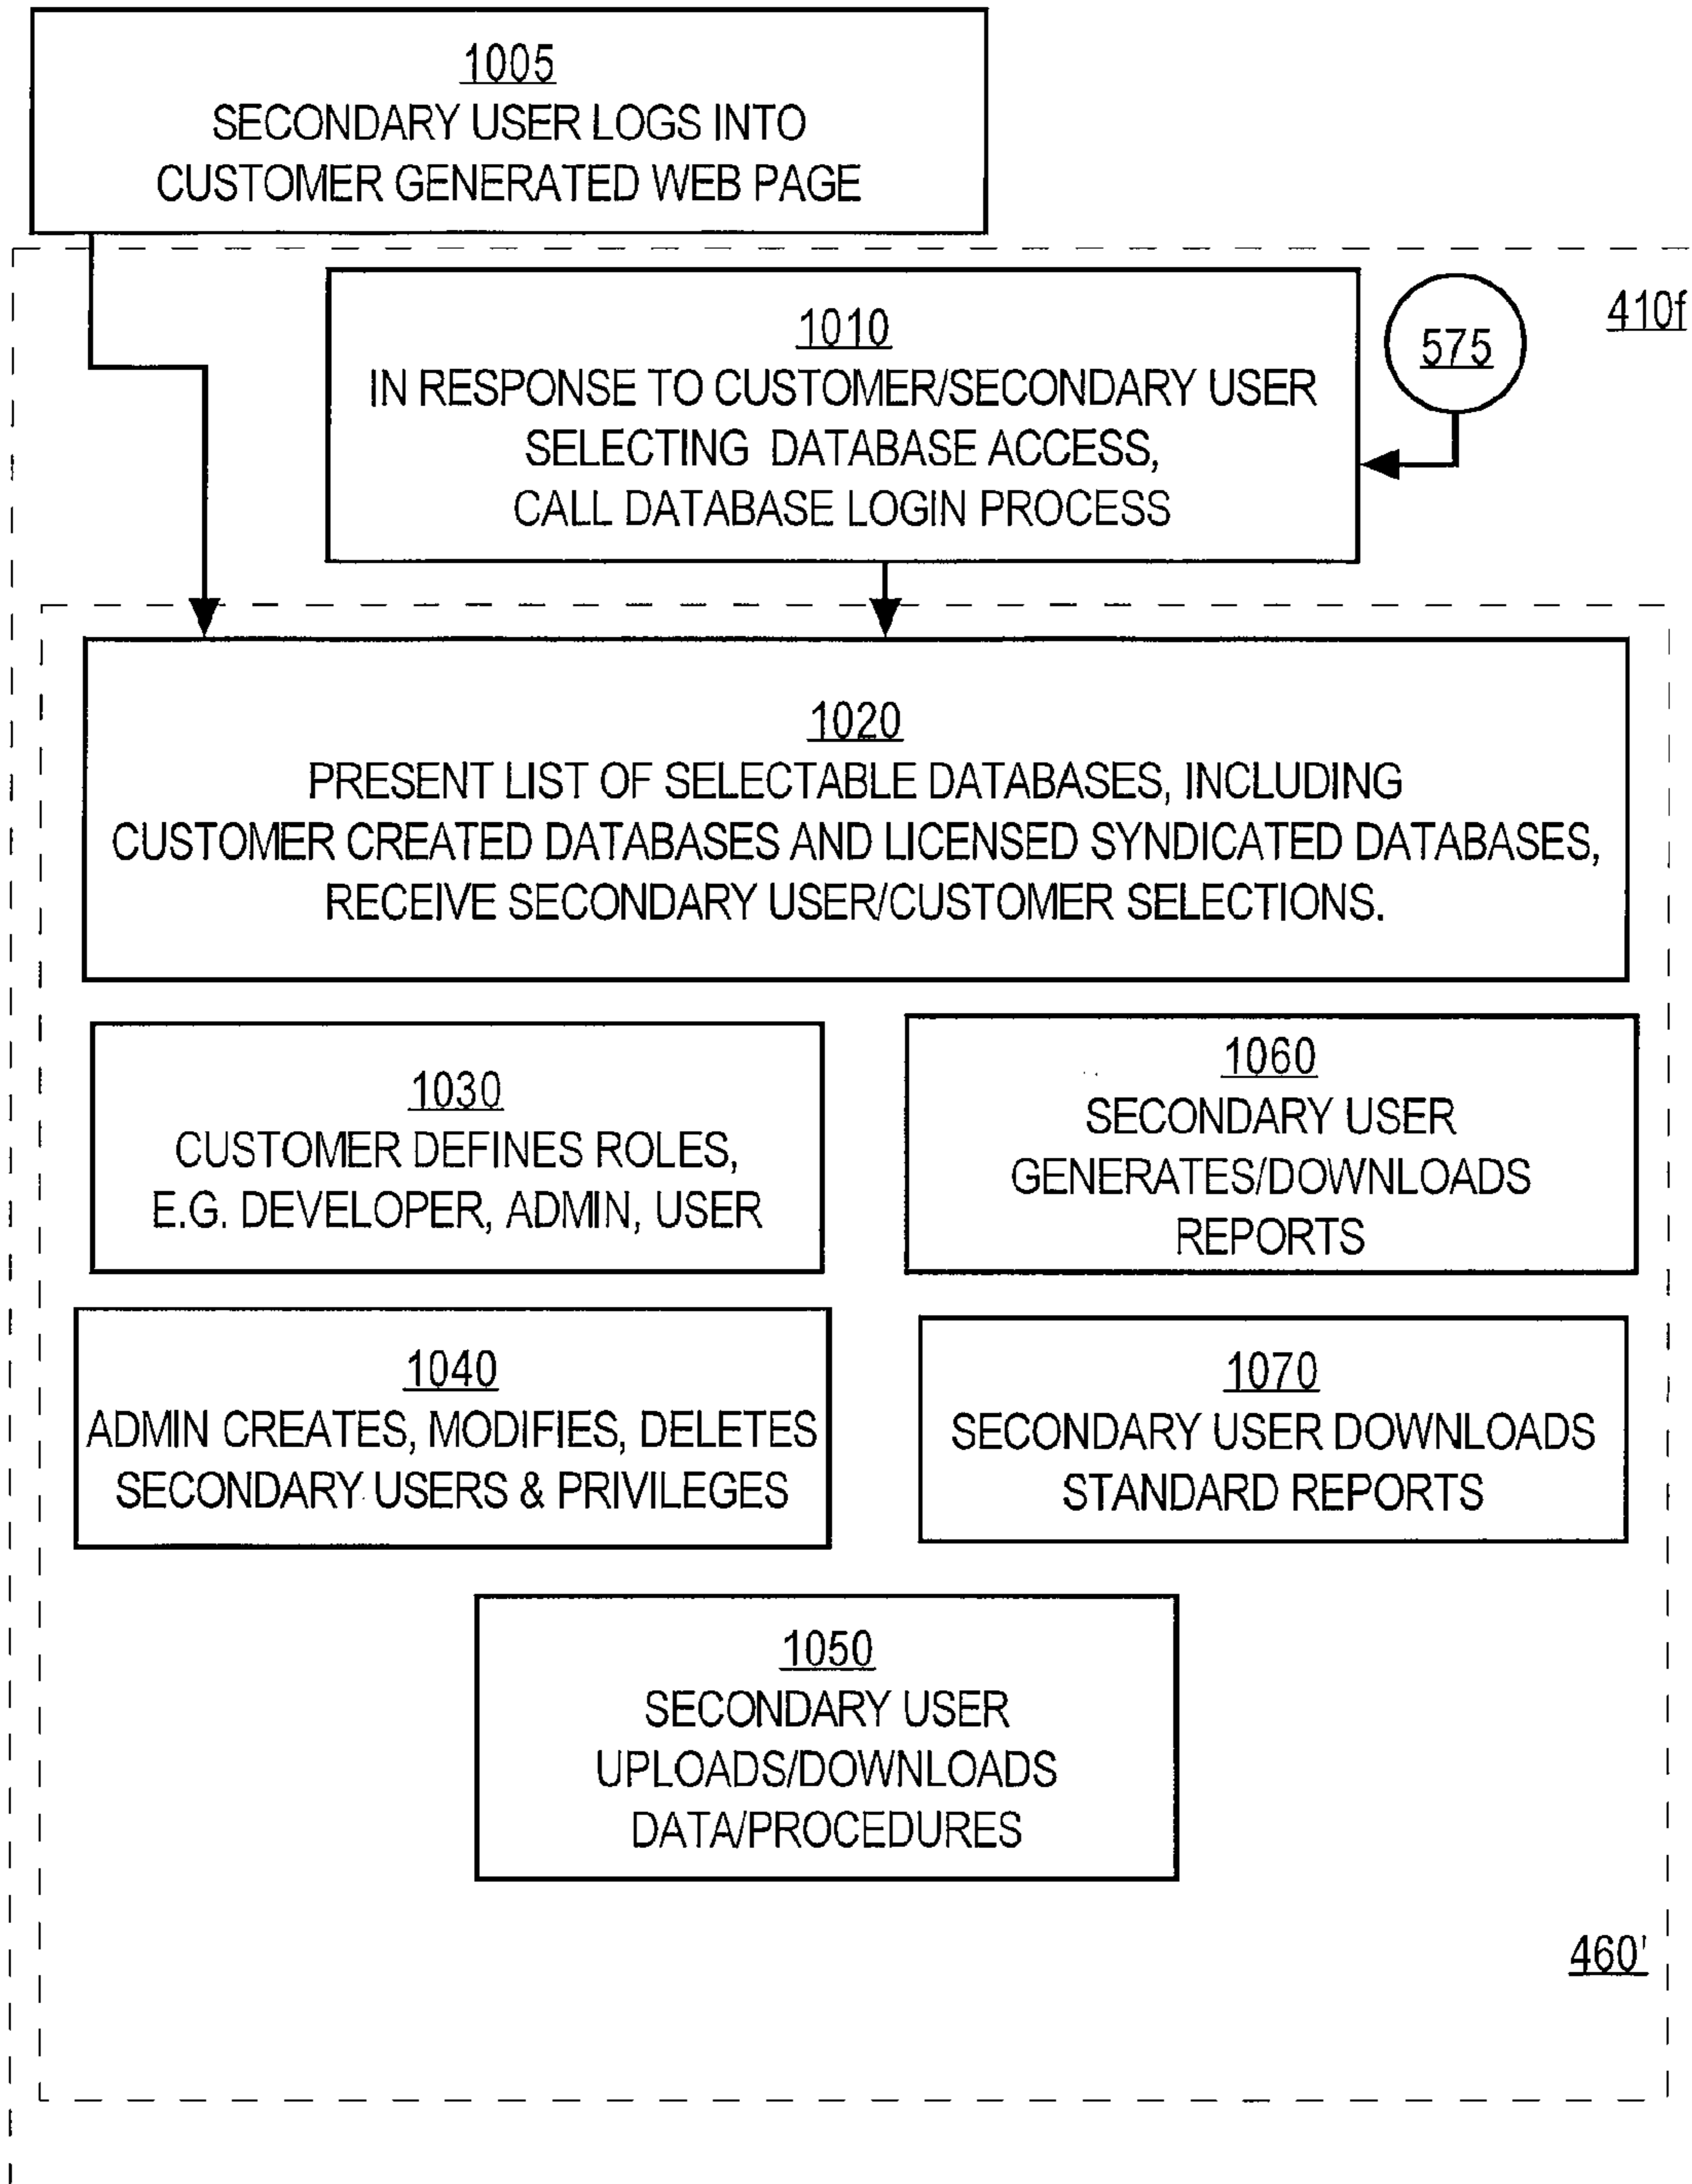 1005
SECONDARY USER LOGS INTO
CUSTOMER GENERATED WEB PAGE
410f
1010
IN RESPONSE TO CUSTOMER/SECONDARY USER
SELECTING DATABASE ACCESS,
CALL DATABASE LOGIN PROCESS
575
1020
PRESENT LIST OF SELECTABLE DATABASES, INCLUDING
CUSTOMER CREATED DATABASES AND LICENSED SYNDICATED DATABASES,
RECEIVE SECONDARY USER/CUSTOMER SELECTIONS.
1030
CUSTOMER DEFINES ROLES,
E.G. DEVELOPER, ADMIN, USER
1060
SECONDARY USER
GENERATES/DOWNLOADS
REPORTS
1040
ADMIN CREATES, MODIFIES, DELETES
SECONDARY USERS & PRIVILEGES
1070
SECONDARY USER DOWNLOADS
STANDARD REPORTS
1050
SECONDARY USER
UPLOADS/DOWNLOADS
DATA/PROCEDURES
460'